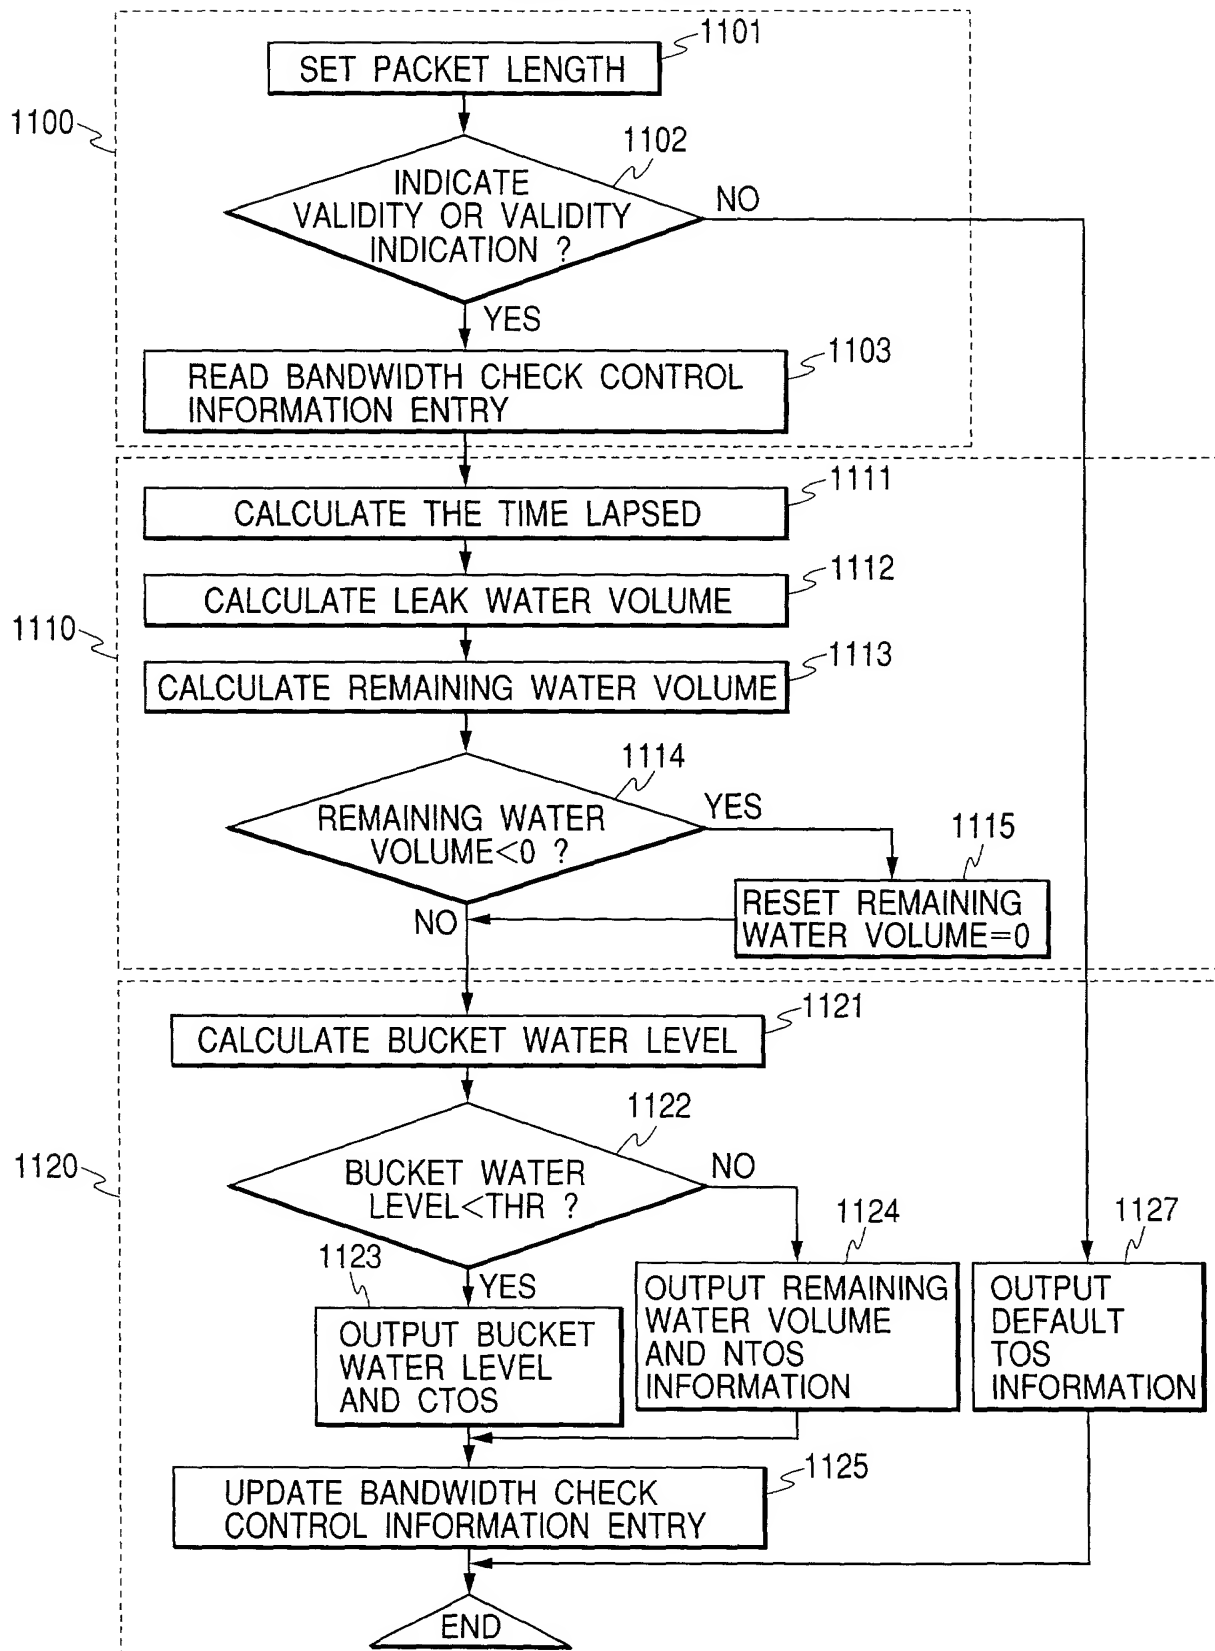 1101
SET PACKET LENGTH
1100
1102
INDICATE
VALIDITY OR VALIDITY
INDICATION ?
NO
YES
1103
READ BANDWIDTH CHECK CONTROL
INFORMATION ENTRY
1111
CALCULATE THE TIME LAPSED
1112
CALCULATE LEAK WATER VOLUME
1110
1113
CALCULATE REMAINING WATER VOLUME
1114
REMAINING WATER
VOLUME<0 ?
YES
1115
RESET REMAINING
WATER VOLUME=0
NO
1121
CALCULATE BUCKET WATER LEVEL
1122
1120
BUCKET WATER
LEVEL<THR ?
NO
1123
YES
OUTPUT BUCKET
WATER LEVEL
AND CTOS
1124
OUTPUT REMAINING
WATER VOLUME
AND NTOS
INFORMATION
1127
OUTPUT
DEFAULT
TOS
INFORMATION
1125
UPDATE BANDWIDTH CHECK
CONTROL INFORMATION ENTRY
END